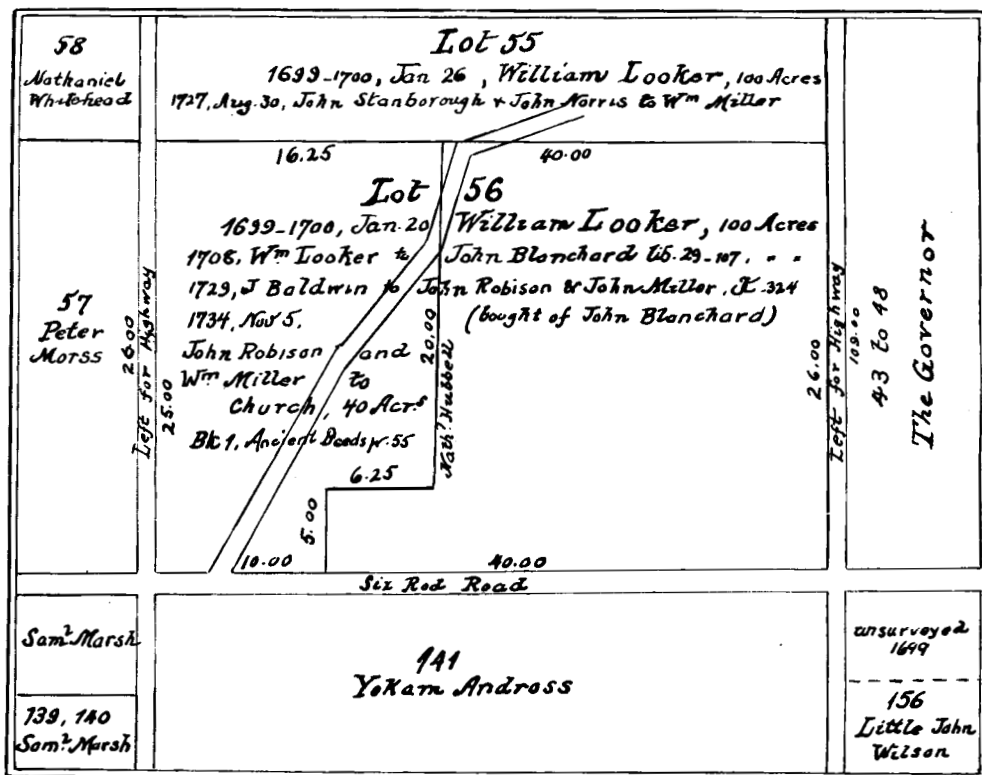 58
Nathaniel
Whitehead
Lot 55
1699-1700, Jan 26, William Looker, 100 Acres
1727, Aug. 30, John Stanborough & John Norris to Wm Miller
16.25
40.00
Lot 56
1699-1700, Jan. 20 William Looker, 100 Acres
1708, Wm Looker to John Blanchard Lib. 29-107, " "
1729, J Baldwin to John Robison & John Miller, K. 324
1734, Nov 5, (bought of John Blanchard)
John Robison and
Wm Miller to
Church, 40 Acrs
Bk 1, Ancient Deeds p. 55
57
Peter
Morss
26.00
Left for Highway
25.00
20.00
Nathl Hubbell
6.25
5.00
10.00
40.00
26.00
Left for Highway
109.00
43 to 48
The Governor
Six Rod Road
Saml Marsh
139, 140
Saml Marsh
141
Yokam Andross
unsurveyed
1699
156
Little John
Wilson